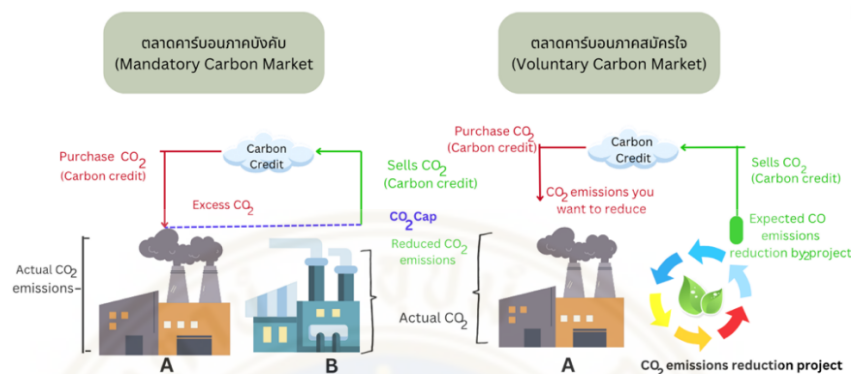 ตลาดคาร์บอนภาคบังคับ
(Mandatory Carbon Market
ตลาดคาร์บอนภาคสมัครใจ
(Voluntary Carbon Market)
Purchase CO2
(Carbon credit)
Carbon
Credit
Sells CO2
(Carbon credit)
Excess CO2
CO2Cap
Reduced CO2
emissions
Actual CO2
emissions
A
B
Purchase CO2
(Carbon credit)
Carbon
Credit
Sells CO2
(Carbon credit)
CO2 emissions you
want to reduce
Expected CO
emissions
reduction by2project
Actual CO2
A
CO2 emissions reduction project